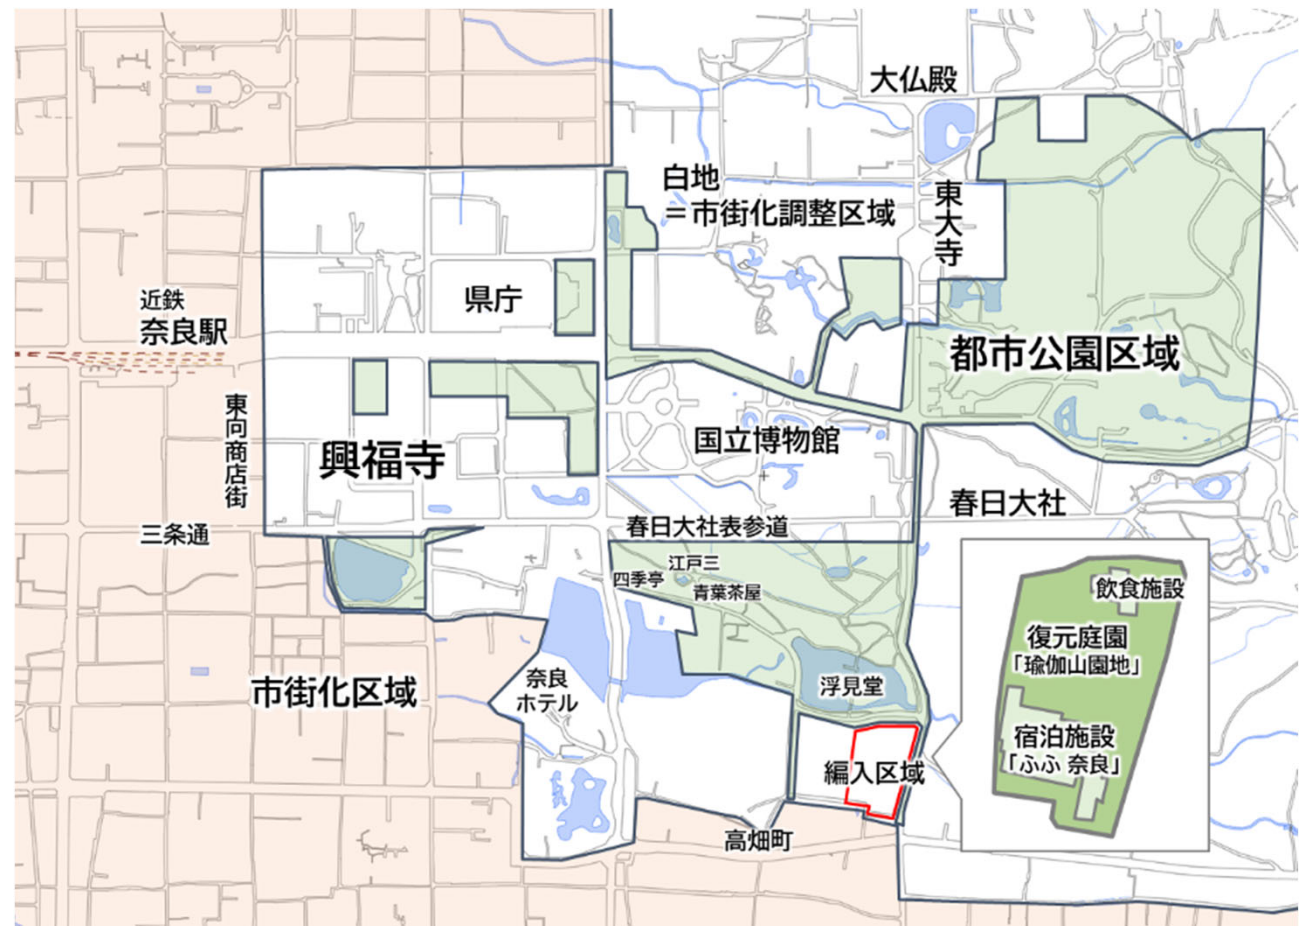 大仏殿
白地
＝市街化調整区域
東大寺
近鉄
奈良駅
県庁
都市公園区域
東向商店街
興福寺
国立博物館
春日大社
三条通
春日大社表参道
江戸三
四季亭
青葉茶屋
飲食施設
復元庭園
「瑜伽山園地」
市街化区域
奈良
ホテル
浮見堂
宿泊施設
「ふふ 奈良」
編入区域
高畑町